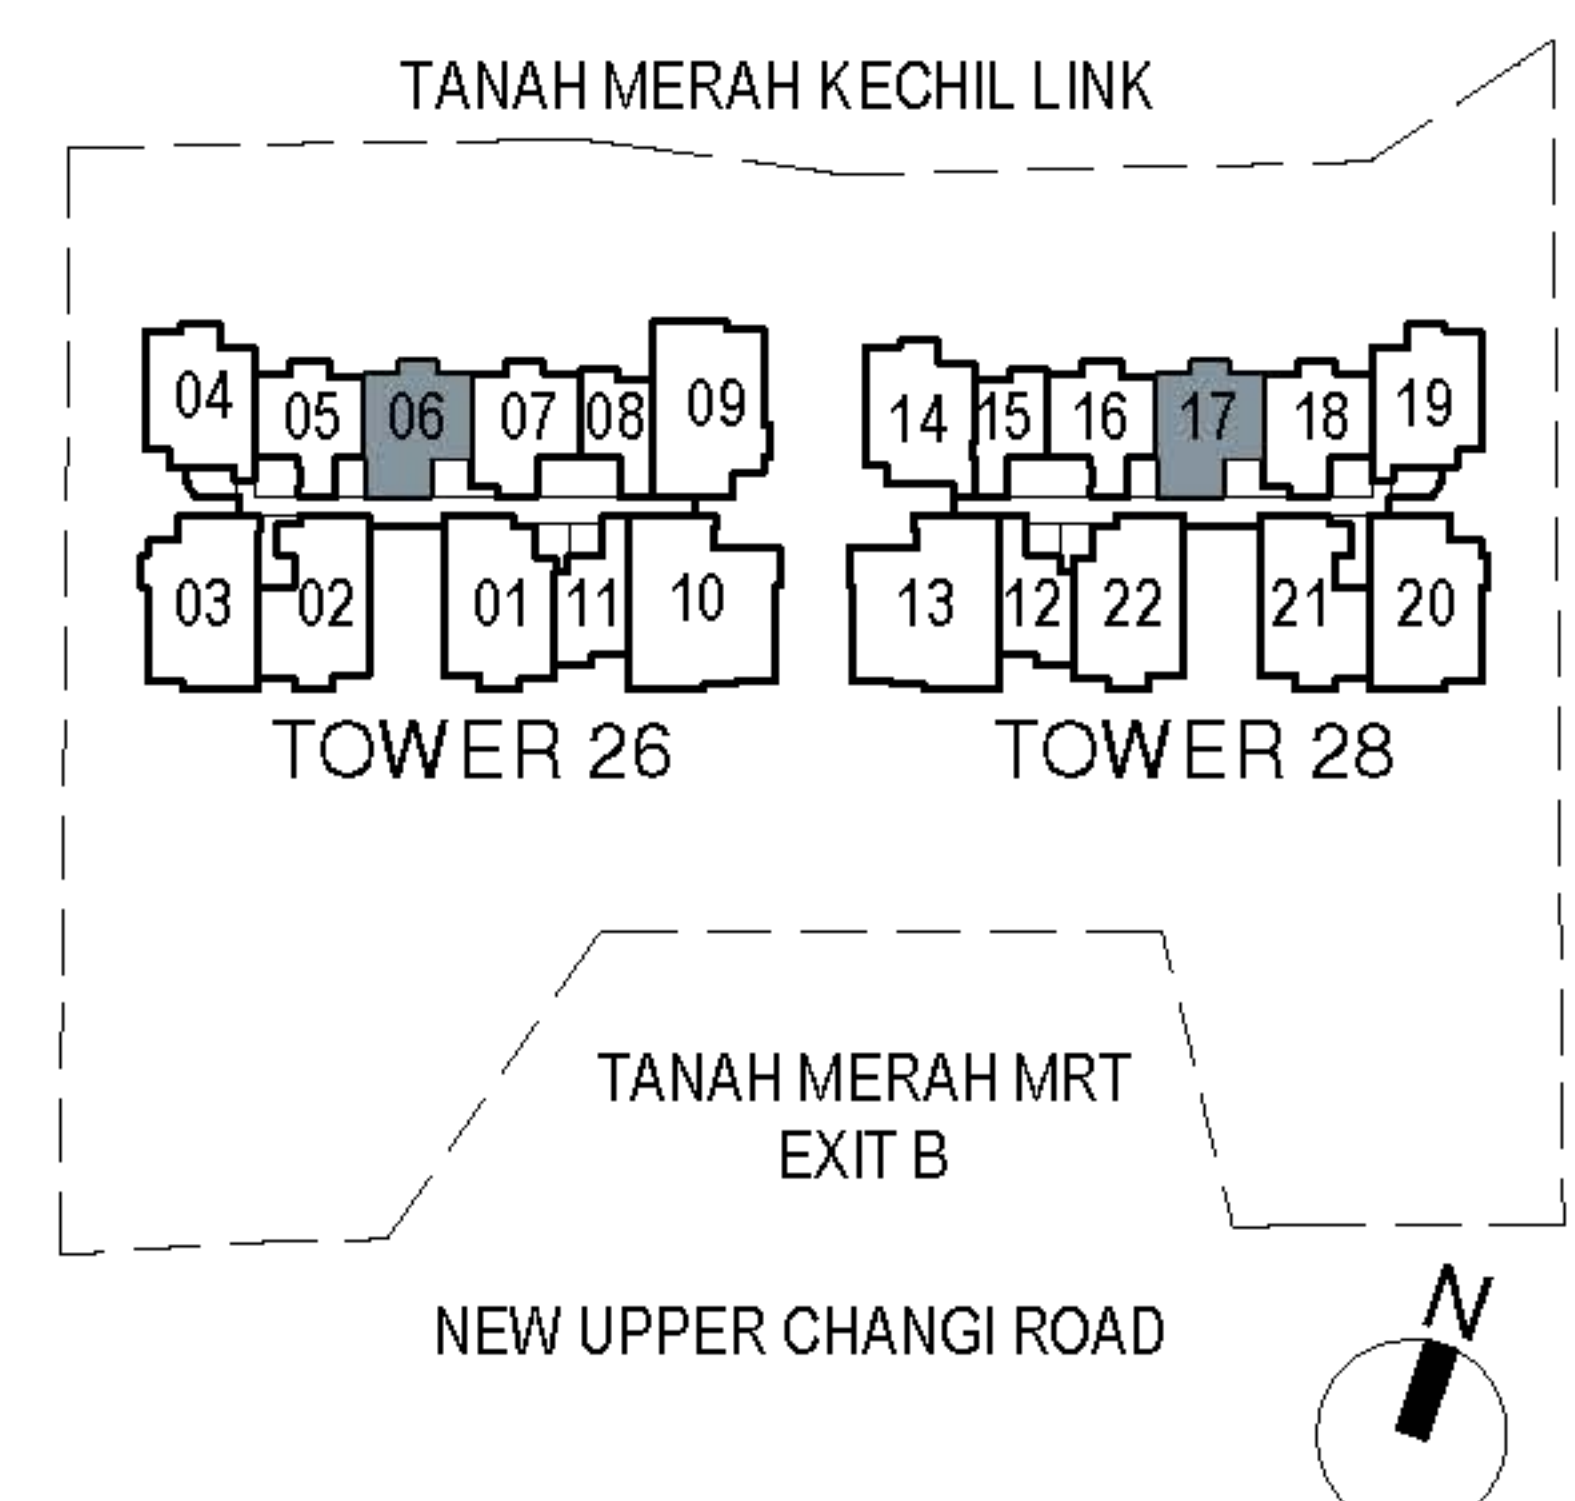 TANAH MERAH KECHIL LINK
04 05 06 07 08 09 14 15 16 17 18 19
03 02 01 11 10 13 12 22 21 20
TOWER 26 TOWER 28
TANAH MERAH MRT
EXIT B
NEW UPPER CHANGI ROAD
N